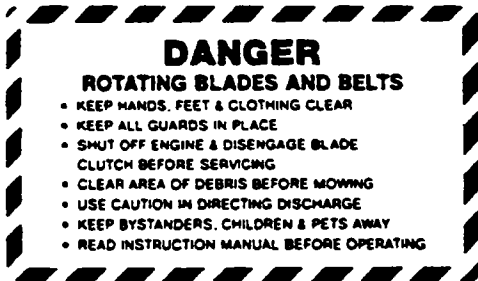 DANGER
ROTATING BLADES AND BELTS
• KEEP HANDS, FEET & CLOTHING CLEAR
• KEEP ALL GUARDS IN PLACE
• SHUT OFF ENGINE & DISENGAGE BLADE
CLUTCH BEFORE SERVICING
• CLEAR AREA OF DEBRIS BEFORE MOWING
• USE CAUTION IN DIRECTING DISCHARGE
• KEEP BYSTANDERS, CHILDREN & PETS AWAY
• READ INSTRUCTION MANUAL BEFORE OPERATING